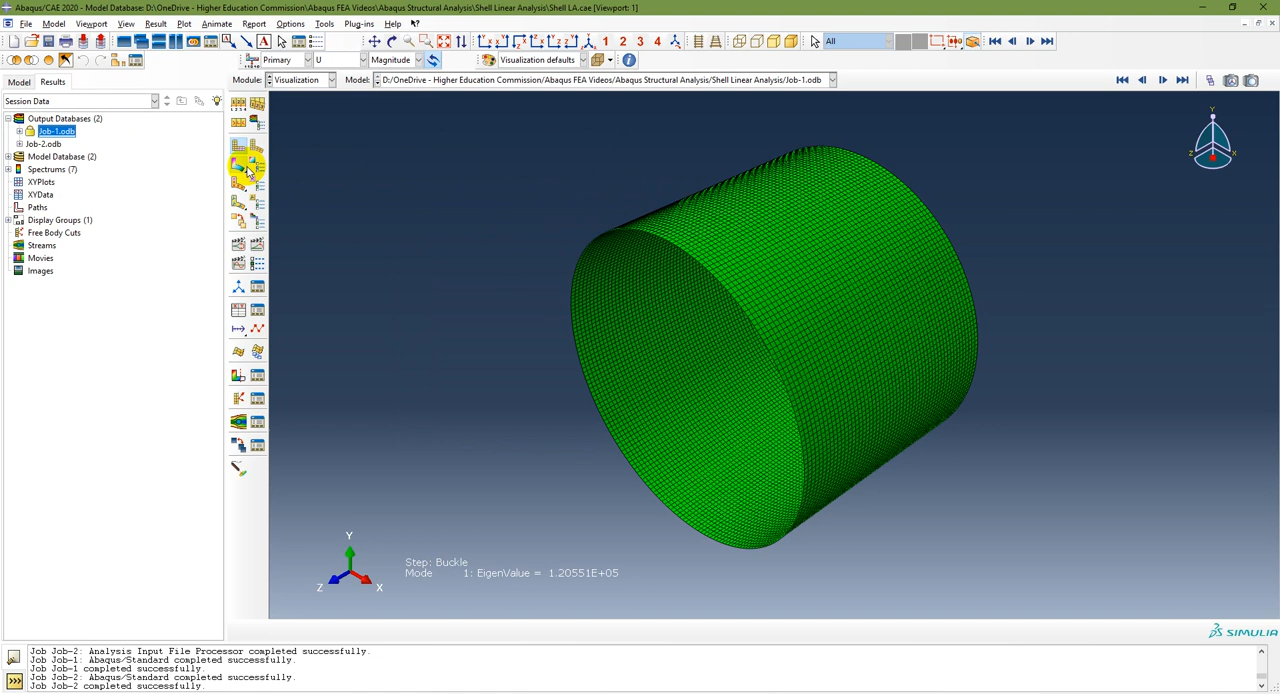 Abaqus/CAE 2020 - Model Database: D:\OneDrive - Higher Education Commission\Abaqus FEA Videos\Abaqus Structural Analysis\Shell Linear Analysis\Shell LA.cae [Viewport: 1]
File Model Viewport View Result Plot Animate Report Options Tools Plug-ins Help
All
Primary U Magnitude Visualization defaults
Model Results Module: Visualization Model: D:/OneDrive - Higher Education Commission/Abaqus FEA Videos/Abaqus Structural Analysis/Shell Linear Analysis/Job-1.odb
Session Data
Output Databases (2)
Job-1.odb
Job-2.odb
Model Database (2)
Spectrums (7)
XYPlots
XYData
Paths
Display Groups (1)
Free Body Cuts
Streams
Movies
Images
Y
Z X
Y
Z X
Step: Buckle
Mode 1: EigenValue = 1.20551E+05
SIMULIA
Job Job-2: Analysis Input File Processor completed successfully.
Job Job-1: Abaqus/Standard completed successfully.
Job Job-1 completed successfully.
Job Job-2: Abaqus/Standard completed successfully.
Job Job-2 completed successfully.